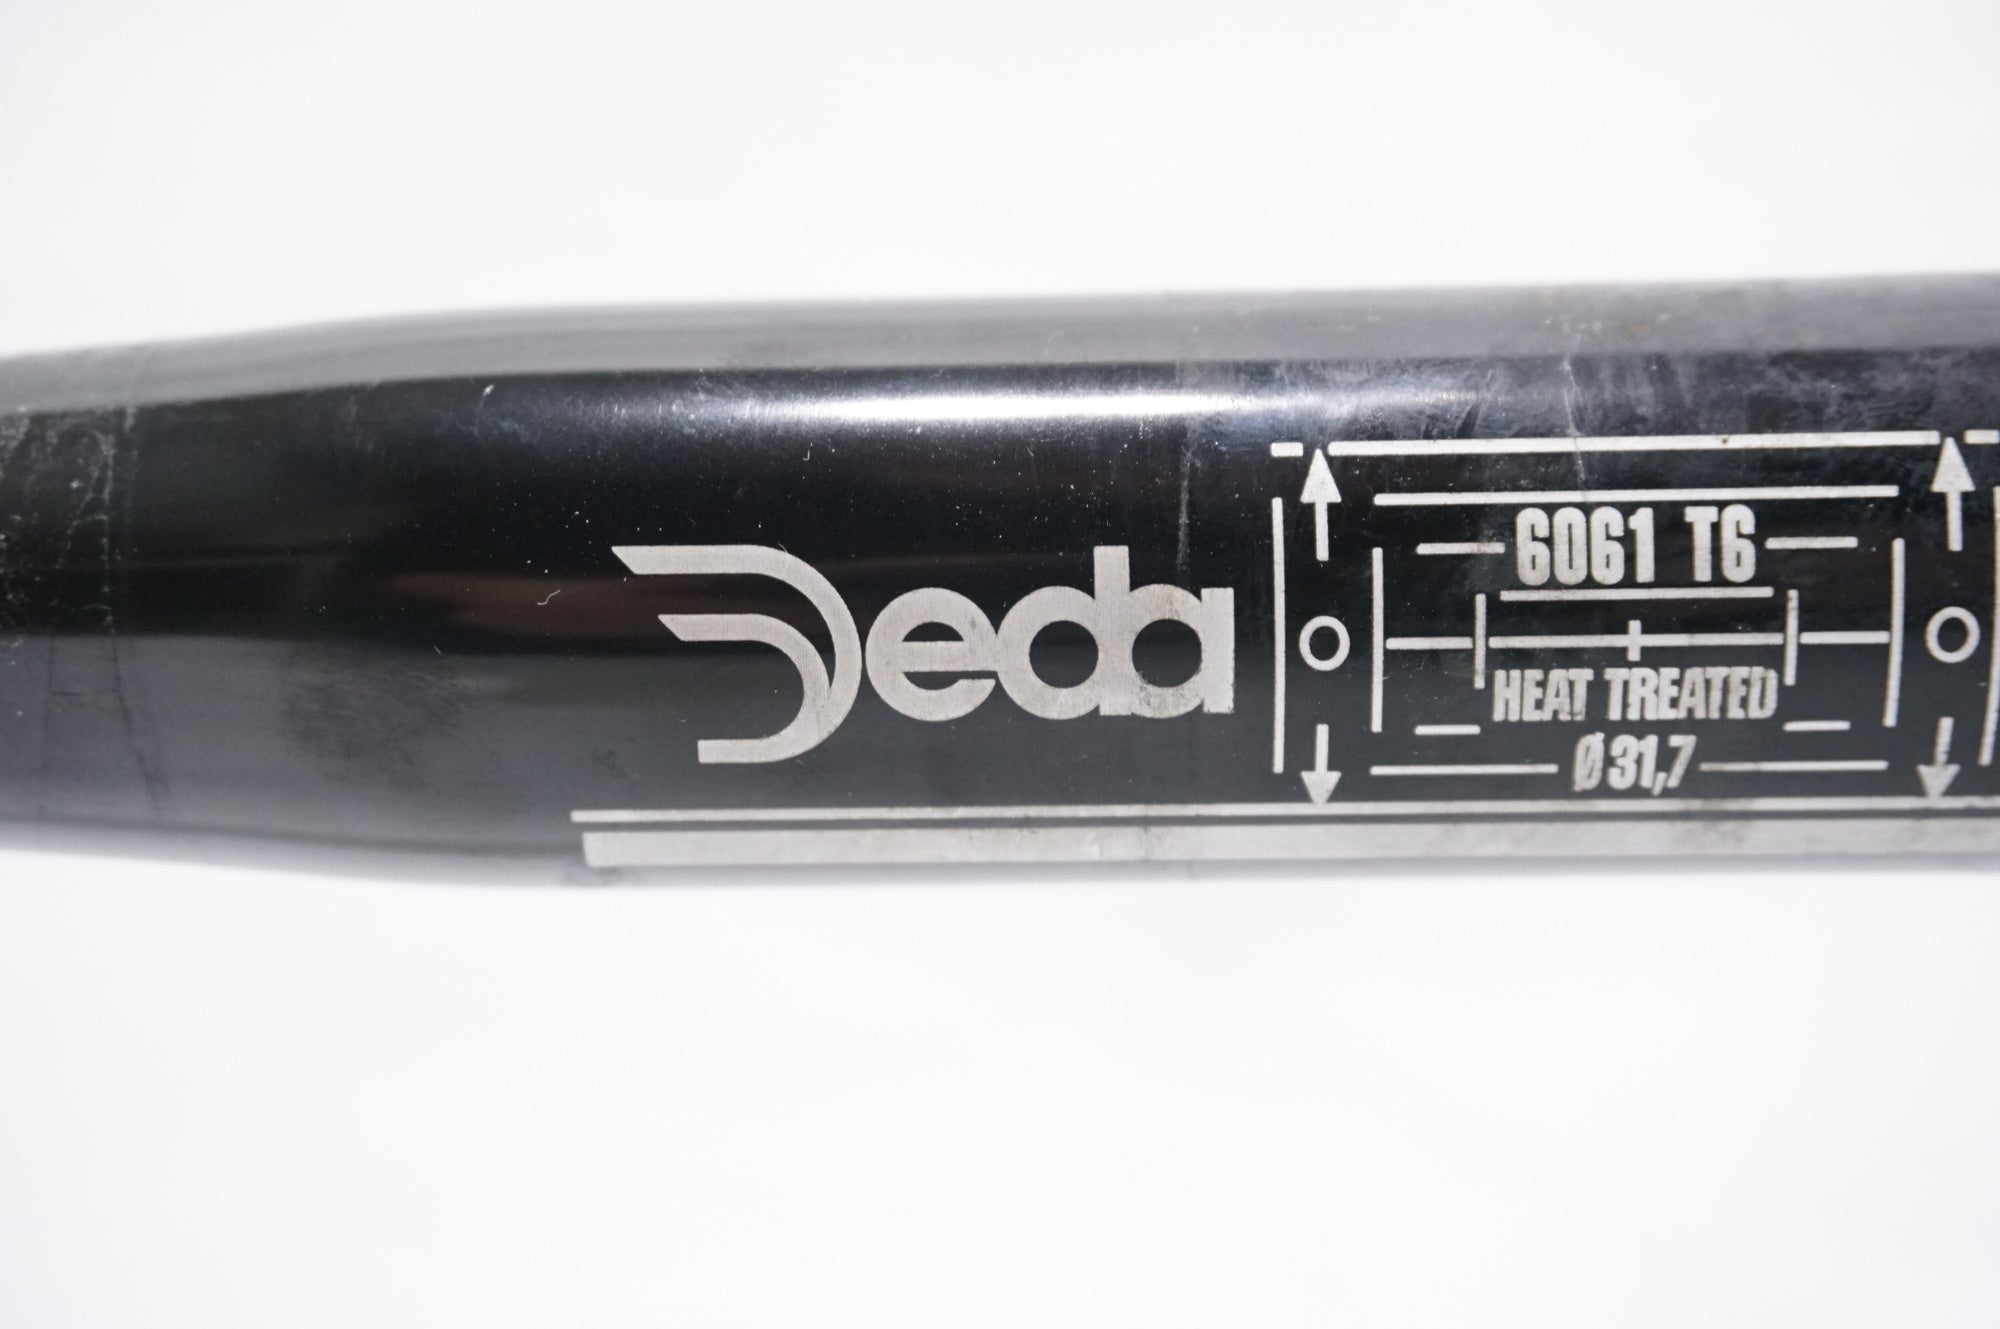 Deda
6061 T6
HEAT TREATED
Ø31,7